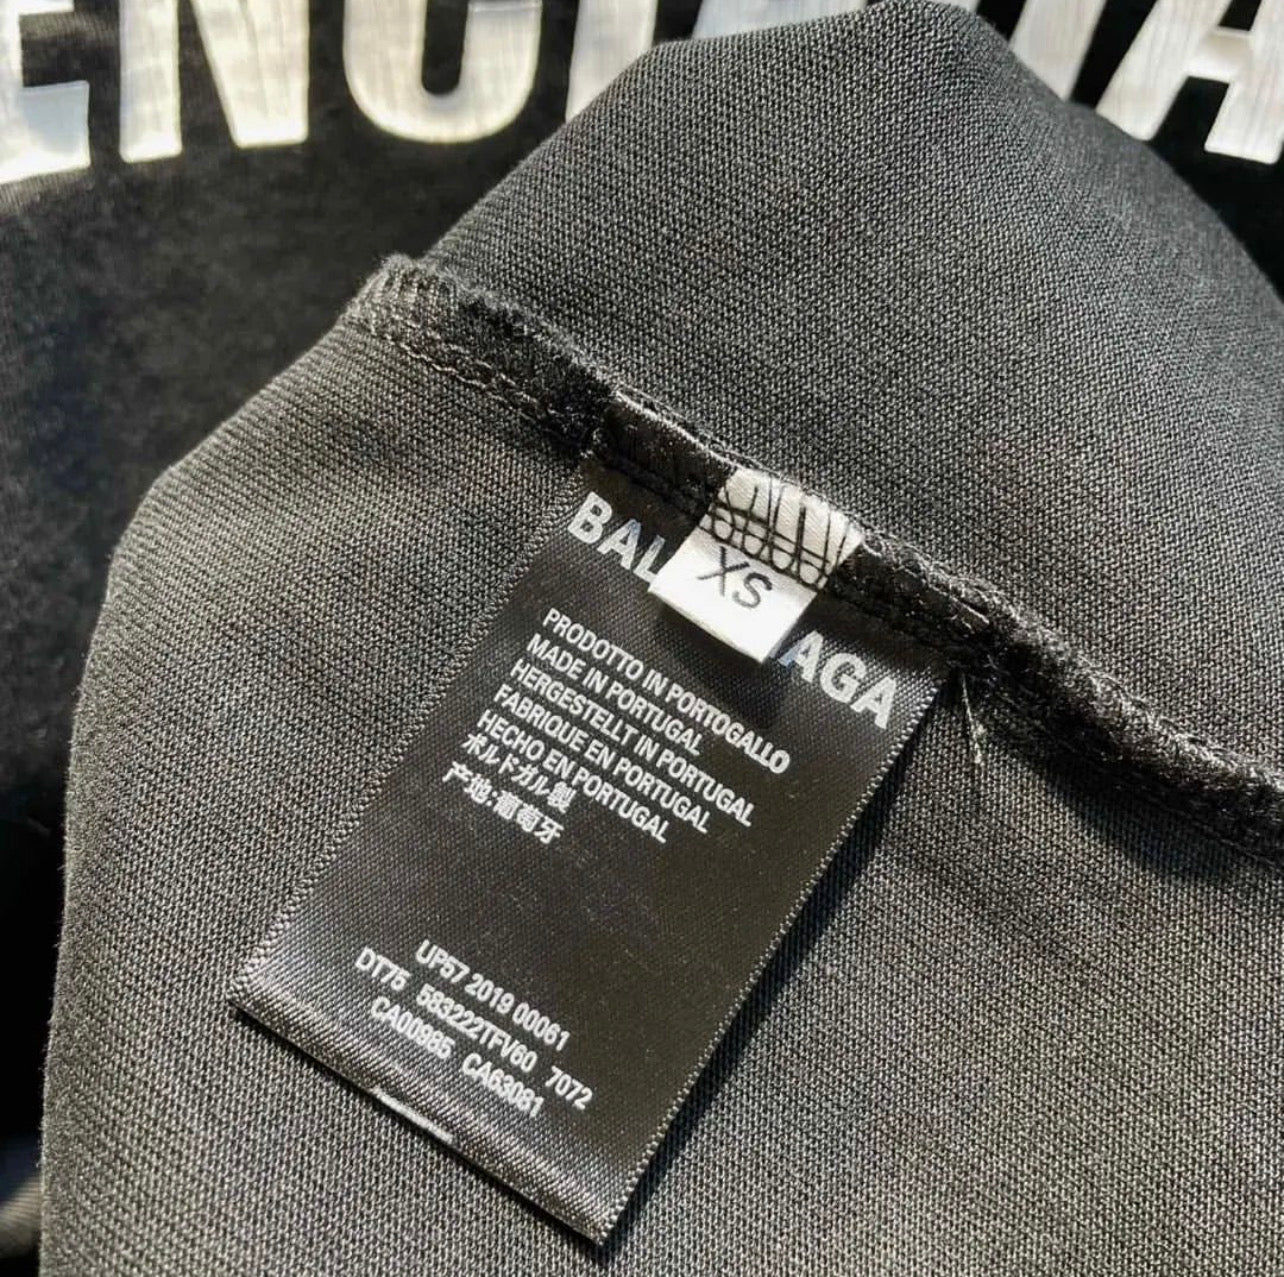 ENCIAGA
XS
BAL AGA
PRODOTTO IN PORTOGALLO
MADE IN PORTUGAL
HERGESTELLT IN PORTUGAL
FABRIQUE EN PORTUGAL
HECHO EN PORTUGAL
ポルトガル製
产地:葡萄牙
UP57 2019 00061
DT75 583222TFV60 7072
CA00985 CA63081